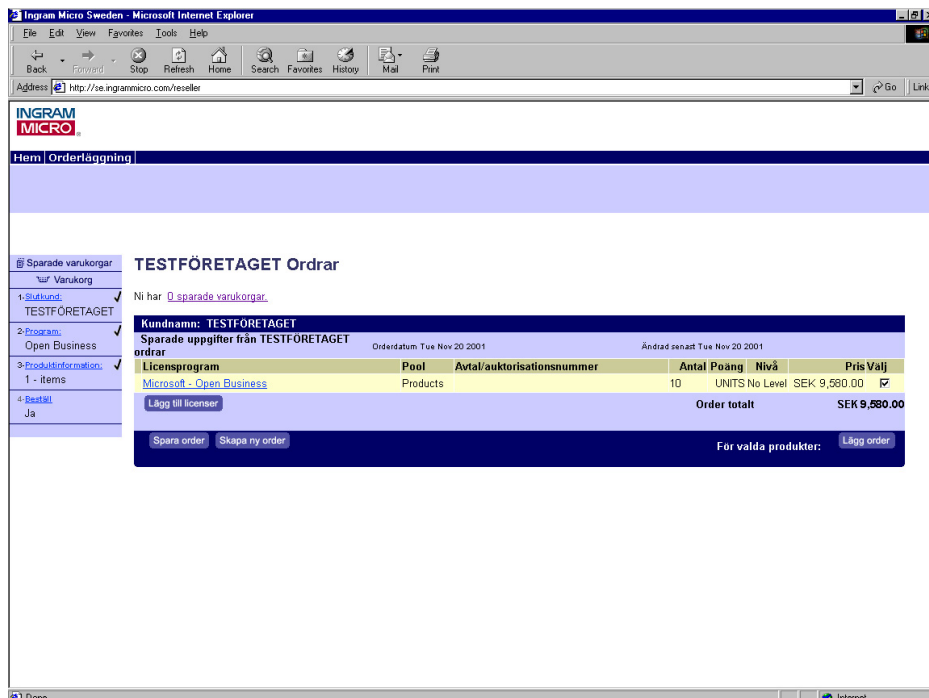 Ingram Micro Sweden - Microsoft Internet Explorer
File Edit View Favorites Tools Help
Back Forward Stop Refresh Home Search Favorites History Mail Print
Address http://se.ingrammicro.com/reseller Go Link
INGRAM
MICRO
Hem Orderläggning
Sparade varukorgar
Varukorg
1-Slutkund:
TESTFÖRETAGET
2-Program:
Open Business
3-Produktinformation:
1 - items
4-Beställ
Ja
TESTFÖRETAGET Ordrar
Ni har 0 sparade varukorgar.
Kundnamn: TESTFÖRETAGET
Sparade uppgifter från TESTFÖRETAGET
ordrar
Orderdatum Tue Nov 20 2001 Ändrad senast Tue Nov 20 2001
Licensprogram Pool Avtal/auktorisationsnummer Antal Poäng Nivå Pris Välj
Microsoft - Open Business Products 10 UNITS No Level SEK 9,580.00
Lägg till licenser Order totalt SEK 9,580.00
Spara order Skapa ny order För valda produkter: Lägg order
Done Internet